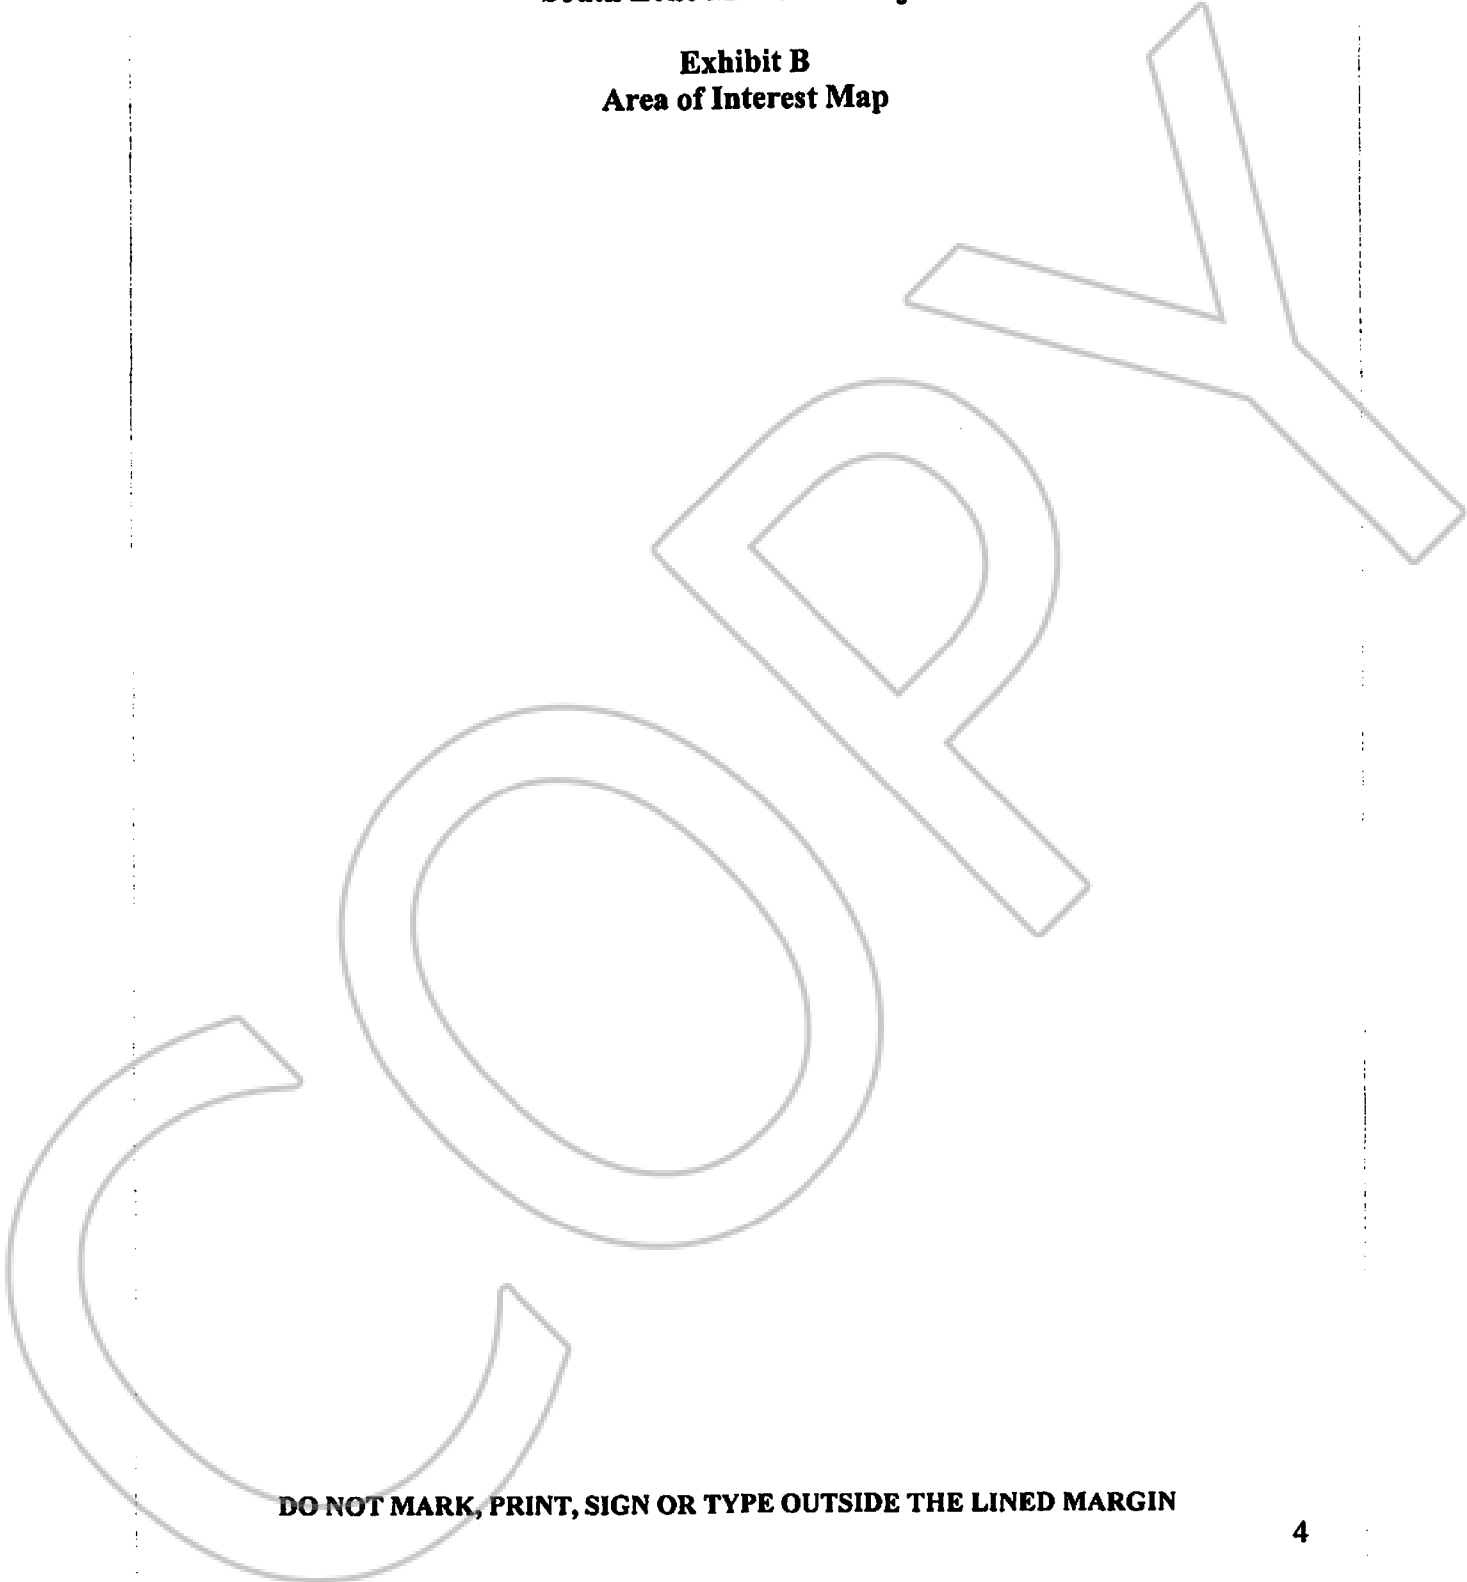 Exhibit B
Area of Interest Map
COPY
DO NOT MARK, PRINT, SIGN OR TYPE OUTSIDE THE LINED MARGIN
4